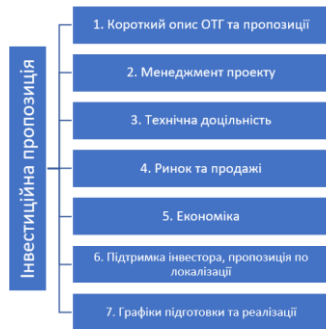 Інвестиційна пропозиція
1. Короткий опис ОТГ та пропозиції
2. Менеджмент проекту
3. Технічна доцільність
4. Ринок та продажі
5. Економіка
6. Підтримка інвестора, пропозиція по
локалізації
7. Графіки підготовки та реалізації